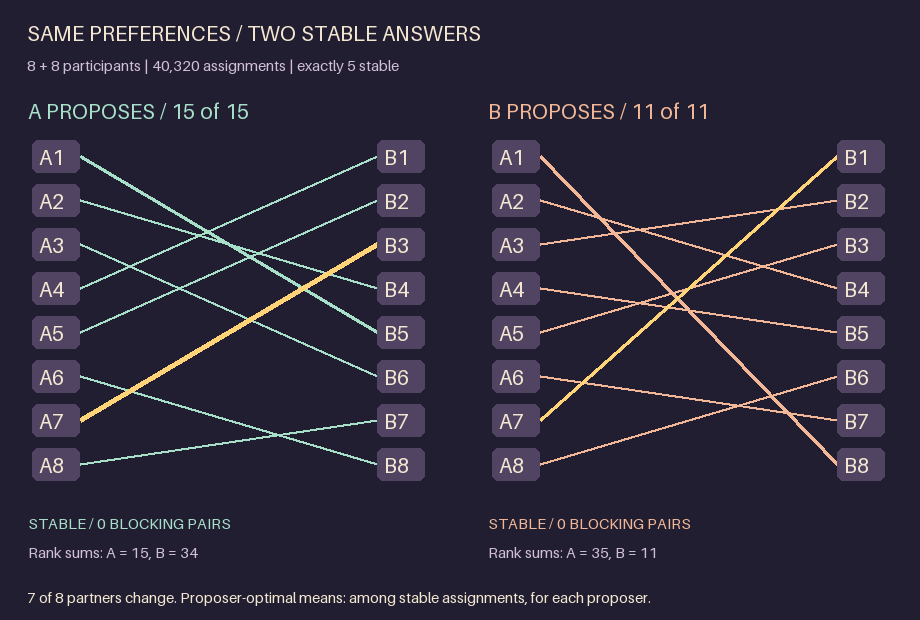 SAME PREFERENCES / TWO STABLE ANSWERS
8 + 8 participants | 40,320 assignments | exactly 5 stable
A PROPOSES / 15 of 15
A1
A2
A3
A4
A5
A6
A7
A8
B1
B2
B3
B4
B5
B6
B7
B8
STABLE / 0 BLOCKING PAIRS
Rank sums: A = 15, B = 34
B PROPOSES / 11 of 11
A1
A2
A3
A4
A5
A6
A7
A8
B1
B2
B3
B4
B5
B6
B7
B8
STABLE / 0 BLOCKING PAIRS
Rank sums: A = 35, B = 11
7 of 8 partners change. Proposer-optimal means: among stable assignments, for each proposer.